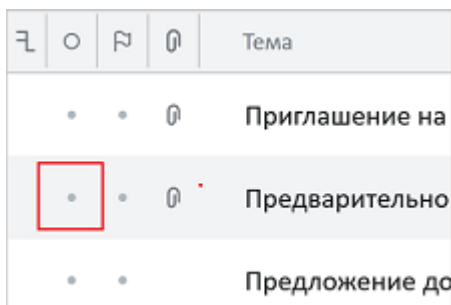 Тема
Приглашение на
Предварительно
Предложение до